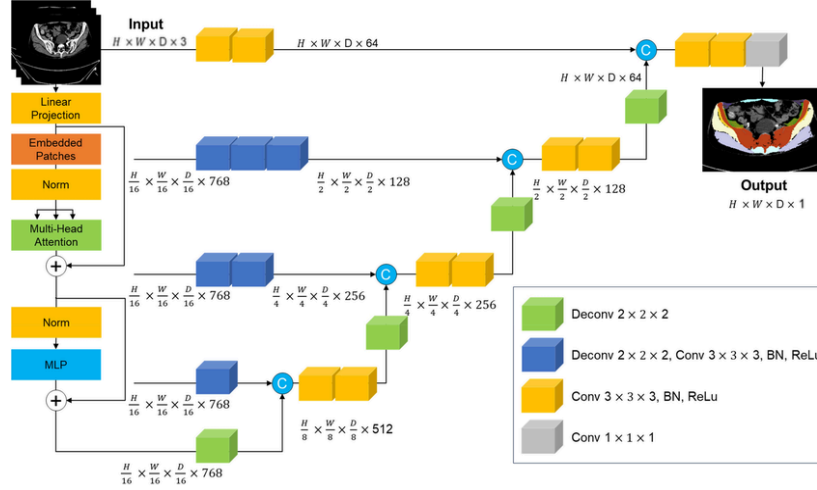 Input
H × W × D × 3
H × W × D × 64
Linear Projection
Embedded Patches
Norm
Multi-Head Attention
Norm
MLP
H/16 × W/16 × D/16 × 768
H/2 × W/2 × D/2 × 128
C
H/2 × W/2 × D/2 × 128
H × W × D × 64
C
Output
H × W × D × 1
H/16 × W/16 × D/16 × 768
H/4 × W/4 × D/4 × 256
C
H/4 × W/4 × D/4 × 256
H/16 × W/16 × D/16 × 768
C
H/8 × W/8 × D/8 × 512
H/16 × W/16 × D/16 × 768
Deconv 2 × 2 × 2
Deconv 2 × 2 × 2, Conv 3 × 3 × 3, BN, ReLu
Conv 3 × 3 × 3, BN, ReLu
Conv 1 × 1 × 1